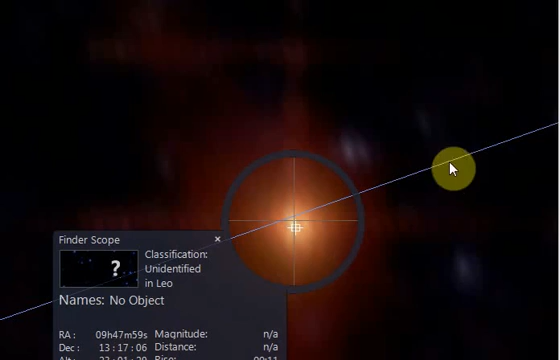 Finder Scope
Classification:
Unidentified
in Leo
?
Names: No Object
RA : 09h47m59s Magnitude: n/a
Dec : 13:17:06 Distance: n/a